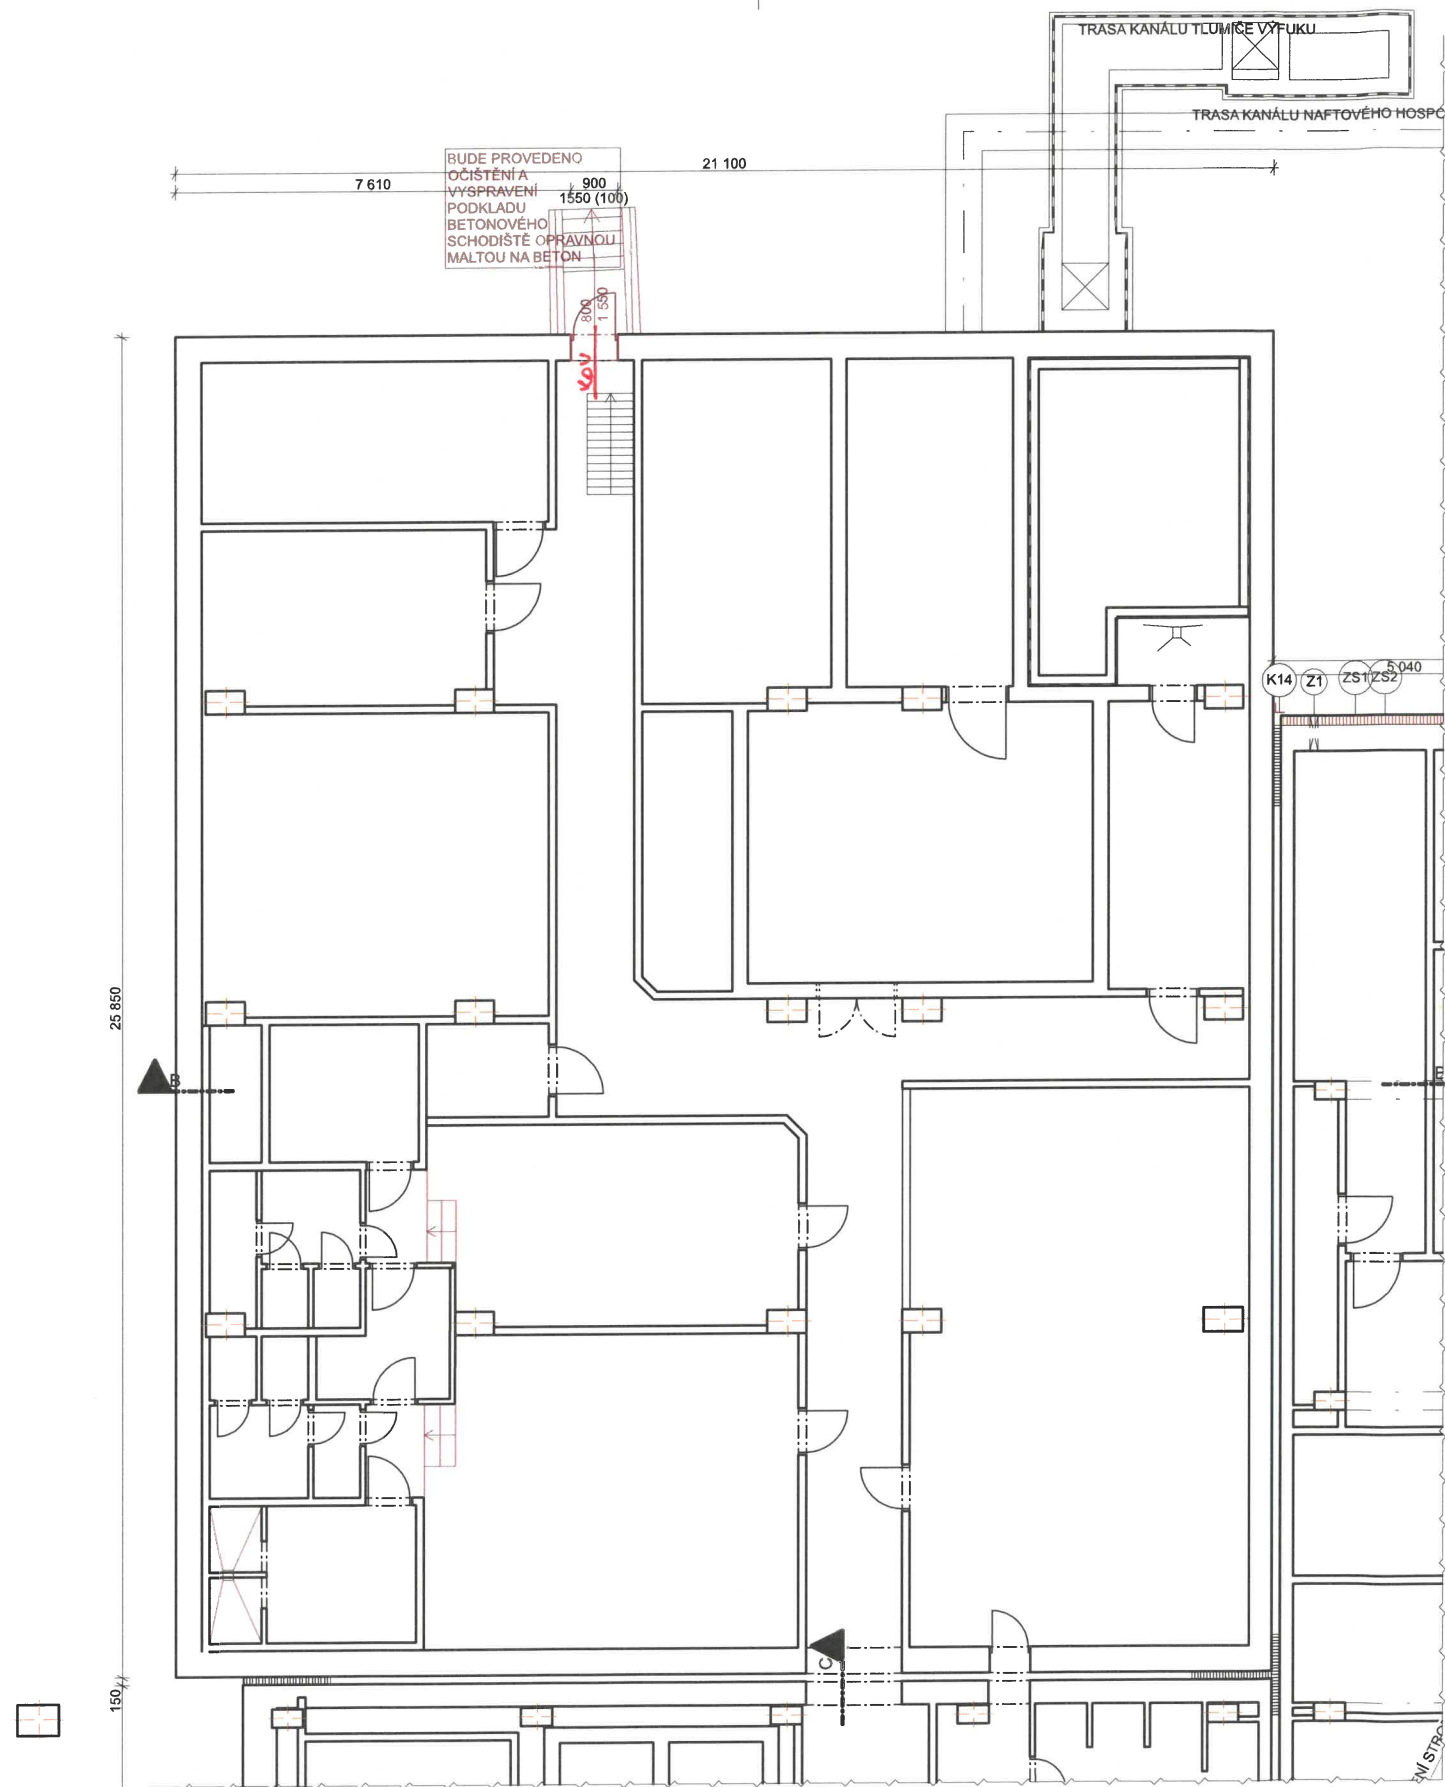 TRASA KANÁLU TLUMIČE VÝFUKU
TRASA KANÁLU NAFTOVÉHO HOSPO
21 100
7 610
900
1550 (100)
BUDE PROVEDENO
OČIŠTĚNÍ A
VYSPRAVENÍ
PODKLADU
BETONOVÉHO
SCHODIŠTĚ OPRAVNOU
MALTOU NA BETON
800
1 550
5 040
K14
Z1
ZS1
ZS2
25 850
B
C
150
NÍ STRO